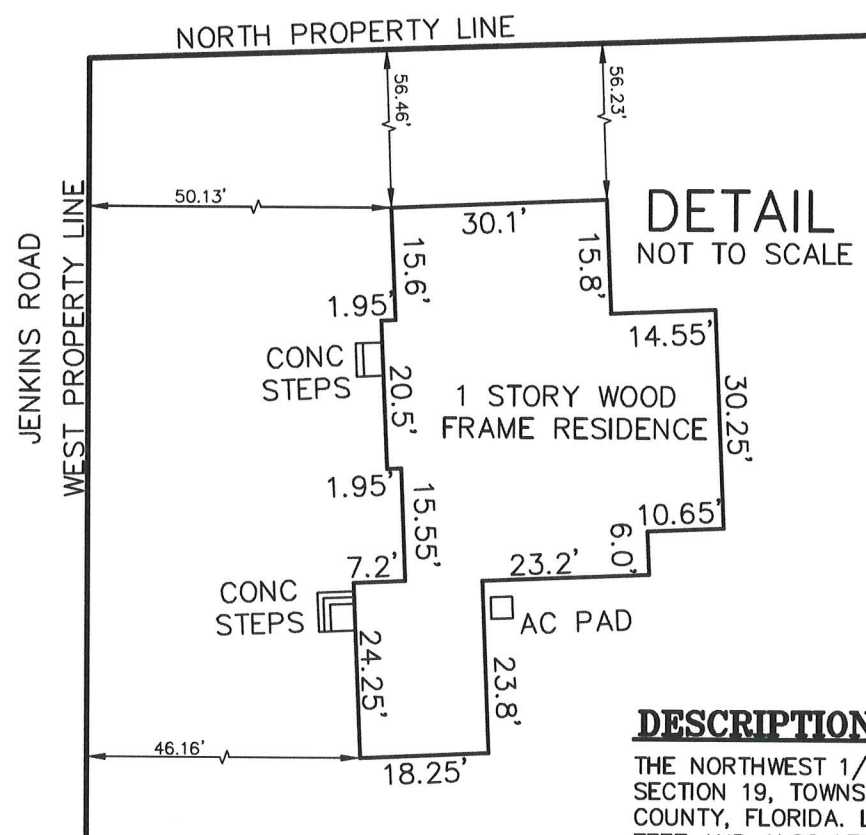 NORTH PROPERTY LINE
56.46'
56.23'
50.13'
30.1'
DETAIL
NOT TO SCALE
15.6'
15.8'
1.95'
14.55'
CONC
STEPS
20.5'
1 STORY WOOD
FRAME RESIDENCE
30.25'
JENKINS ROAD
WEST PROPERTY LINE
1.95'
15.55'
10.65'
6.0'
7.2'
23.2'
CONC
STEPS
AC PAD
24.25'
23.8'
46.16'
18.25'
DESCRIPTION
THE NORTHWEST 1/
SECTION 19, TOWNS
COUNTY, FLORIDA. L